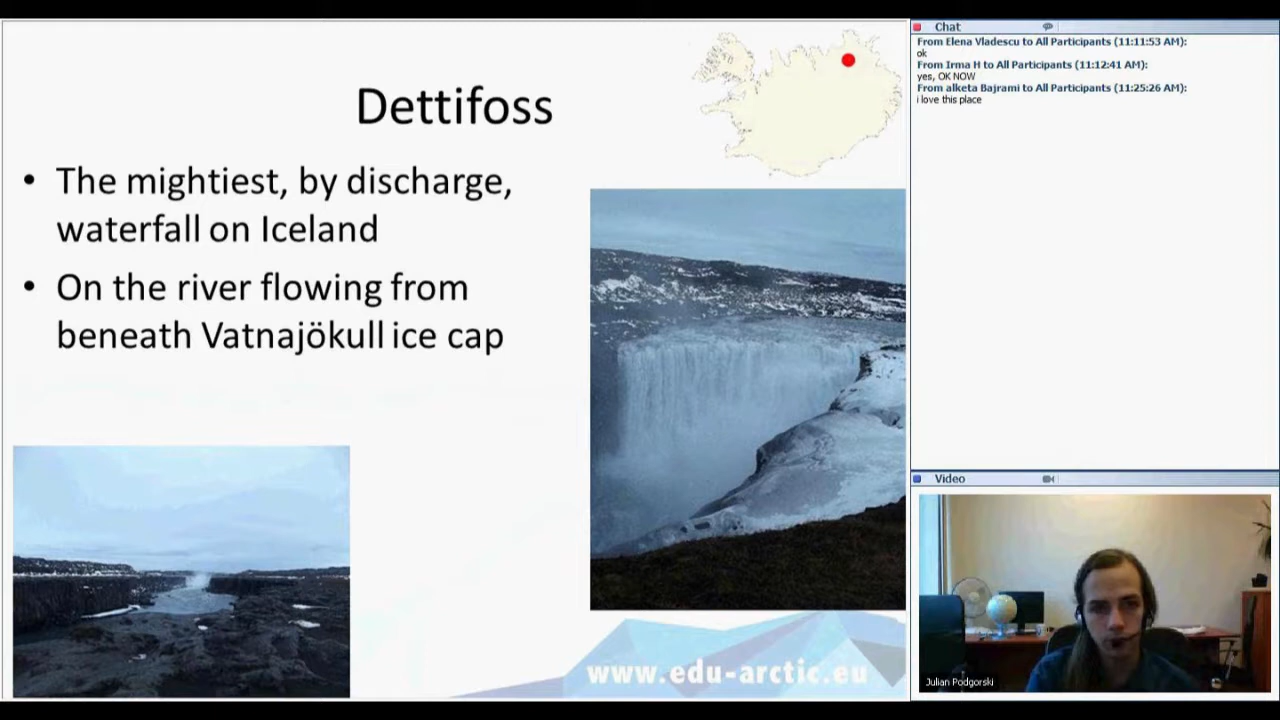 Dettifoss
• The mightiest, by discharge,
waterfall on Iceland
• On the river flowing from
beneath Vatnajökull ice cap
www.edu-arctic.eu
Chat
From Elena Vladescu to All Participants (11:11:53 AM):
ok
From Irma H to All Participants (11:12:41 AM):
yes, OK NOW
From alketa Bajrami to All Participants (11:25:26 AM):
i love this place
Video
Julian Podgorski